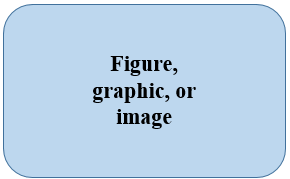 Figure,
graphic, or
image